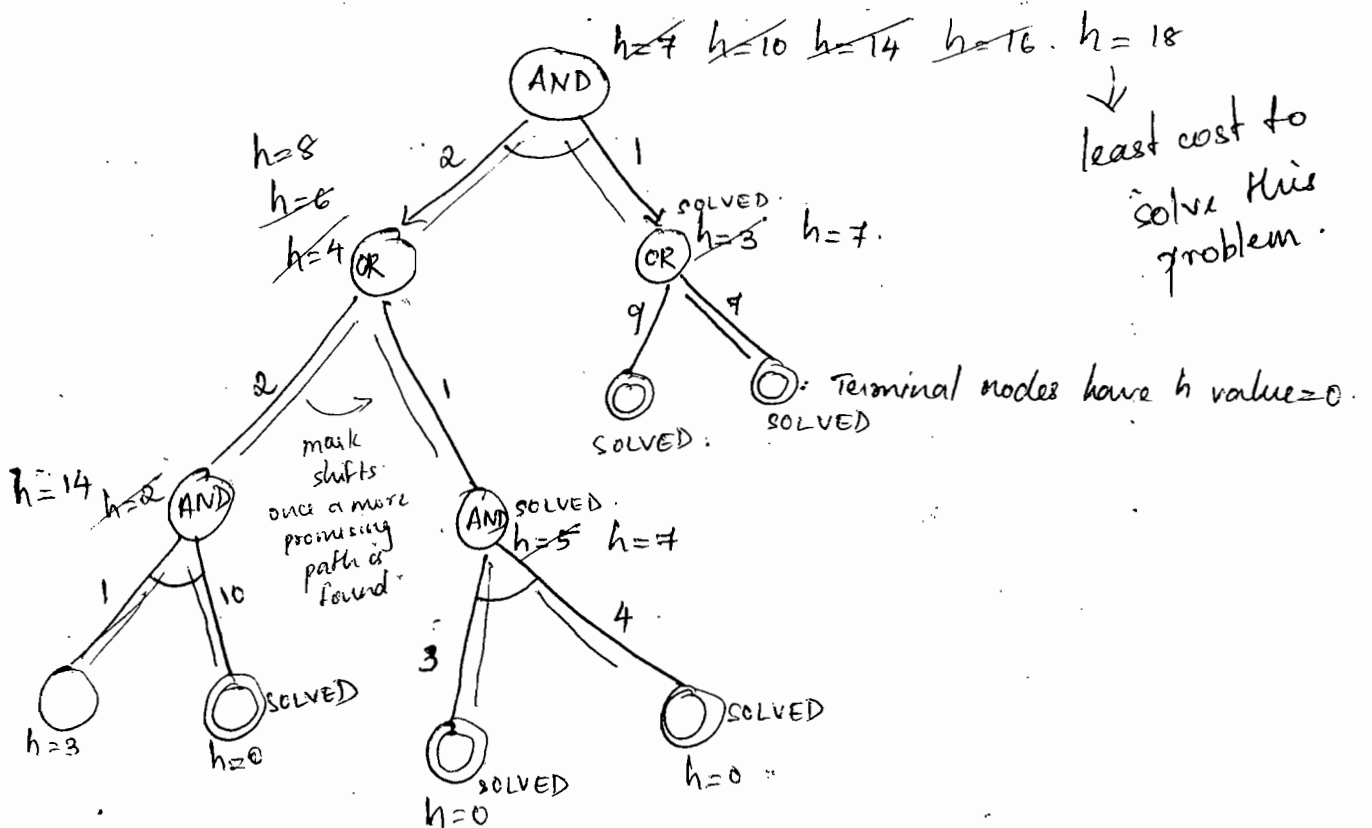 h=7 h=10 h=14 h=16. h=18
AND
least cost to
solve this
problem.
h=8
h=6
h=4
2
1
OR
SOLVED.
h=3 h=7.
OR
9
7
Terminal nodes have h value=0.
SOLVED.
SOLVED
2
1
mark
shifts
once a more
promising
path is
found.
h=14 h=2
AND
AND
SOLVED.
h=5 h=7
1
10
3
4
SOLVED
h=3
h=0
SOLVED
h=0
SOLVED
h=0